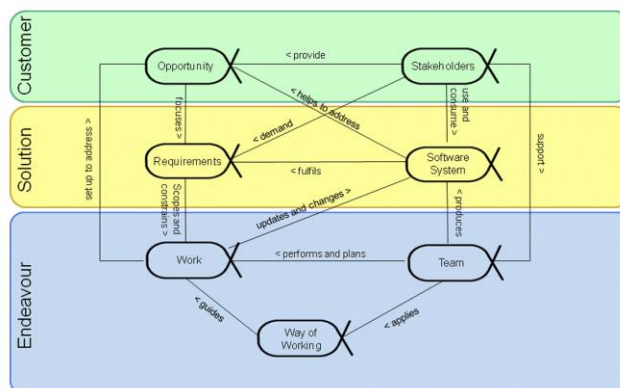 Customer
Opportunity
< provide
Stakeholders
focuses >
< helps to address
use and
consume >
< demand
set up to address >
support >
Solution
Requirements
< fulfils
Software
System
Scopes and
constrains >
updates and changes >
< produces
Endeavour
Work
< performs and plans
Team
< guides
Way of
Working
< applies